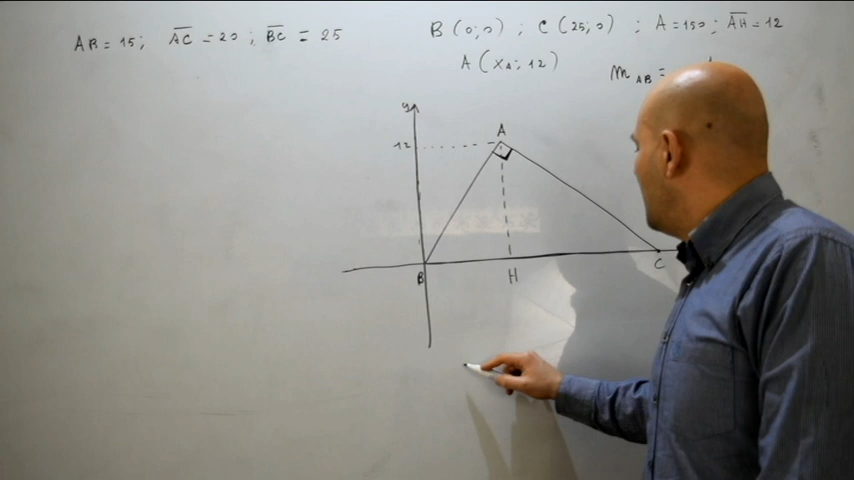 AB = 15; AC = 20; BC = 25
B (0;0) ; C (25;0) ; A = 150; AH = 12
A (XA; 12)
m AB =
y
A
12
B
H
C